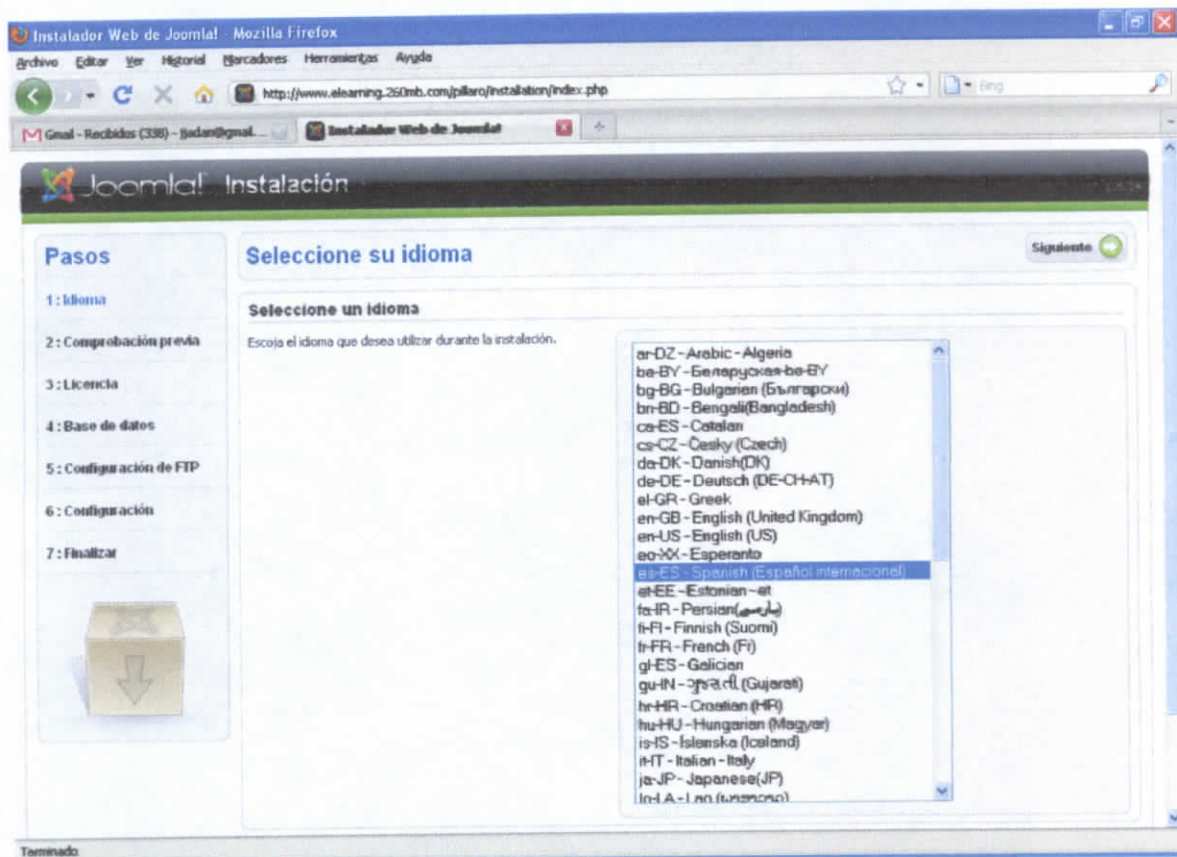 Instalador Web de Joomla! Mozilla Firefox
Archivo Editar Ver Historial Marcadores Herramientas Ayuda
http://www.elearning.260mb.com/pillaro/installation/index.php
Bing
Gmail - Recibidos (338) - jjadan@gmail. ...
Instalador Web de Joomla!
Joomla! Instalación
Pasos
1 : Idioma
2 : Comprobación previa
3 : Licencia
4 : Base de datos
5 : Configuración de FTP
6 : Configuración
7 : Finalizar
Seleccione su idioma
Siguiente
Seleccione un idioma
Escoja el idioma que desea utilizar durante la instalación.
ar-DZ - Arabic - Algeria
be-BY - Беларуская-be-BY
bg-BG - Bulgarian (Български)
bn-BD - Bengali(Bangladesh)
ca-ES - Catalan
cs-CZ - Česky (Czech)
da-DK - Danish(DK)
de-DE - Deutsch (DE-CH-AT)
el-GR - Greek
en-GB - English (United Kingdom)
en-US - English (US)
eo-XX - Esperanto
es-ES - Spanish (Español internacional)
et-EE - Estonian - et
fa-IR - Persian(پارسی)
fi-FI - Finnish (Suomi)
fr-FR - French (Fr)
gl-ES - Galician
gu-IN - ગુજરાતી (Gujarati)
hr-HR - Croatian (HR)
hu-HU - Hungarian (Magyar)
is-IS - Íslenska (Iceland)
it-IT - Italian - Italy
ja-JP - Japanese(JP)
lo-LA - Lao
Terminado